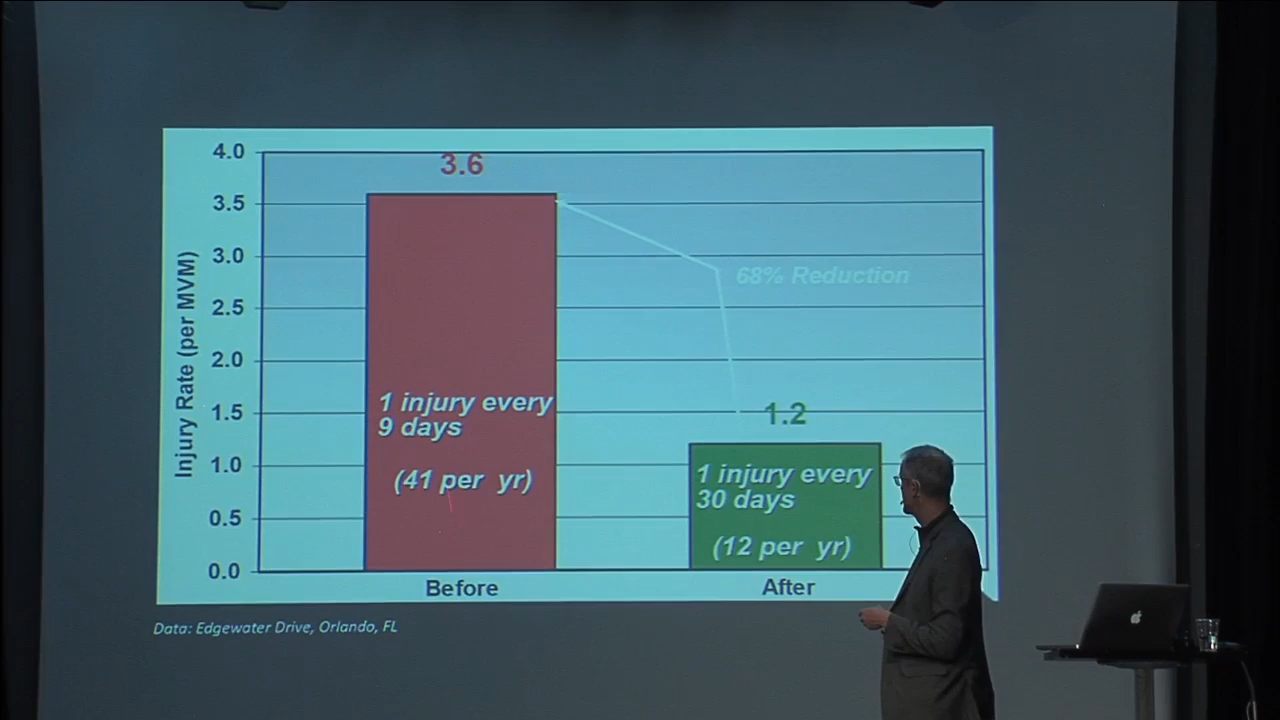 4.0
3.6
3.5
3.0
68% Reduction
2.5
2.0
1.5
1.2
1 injury every
9 days
1.0
(41 per yr)
1 injury every
30 days
0.5
(12 per yr)
0.0
Injury Rate (per MVM)
Before
After
Data: Edgewater Drive, Orlando, FL